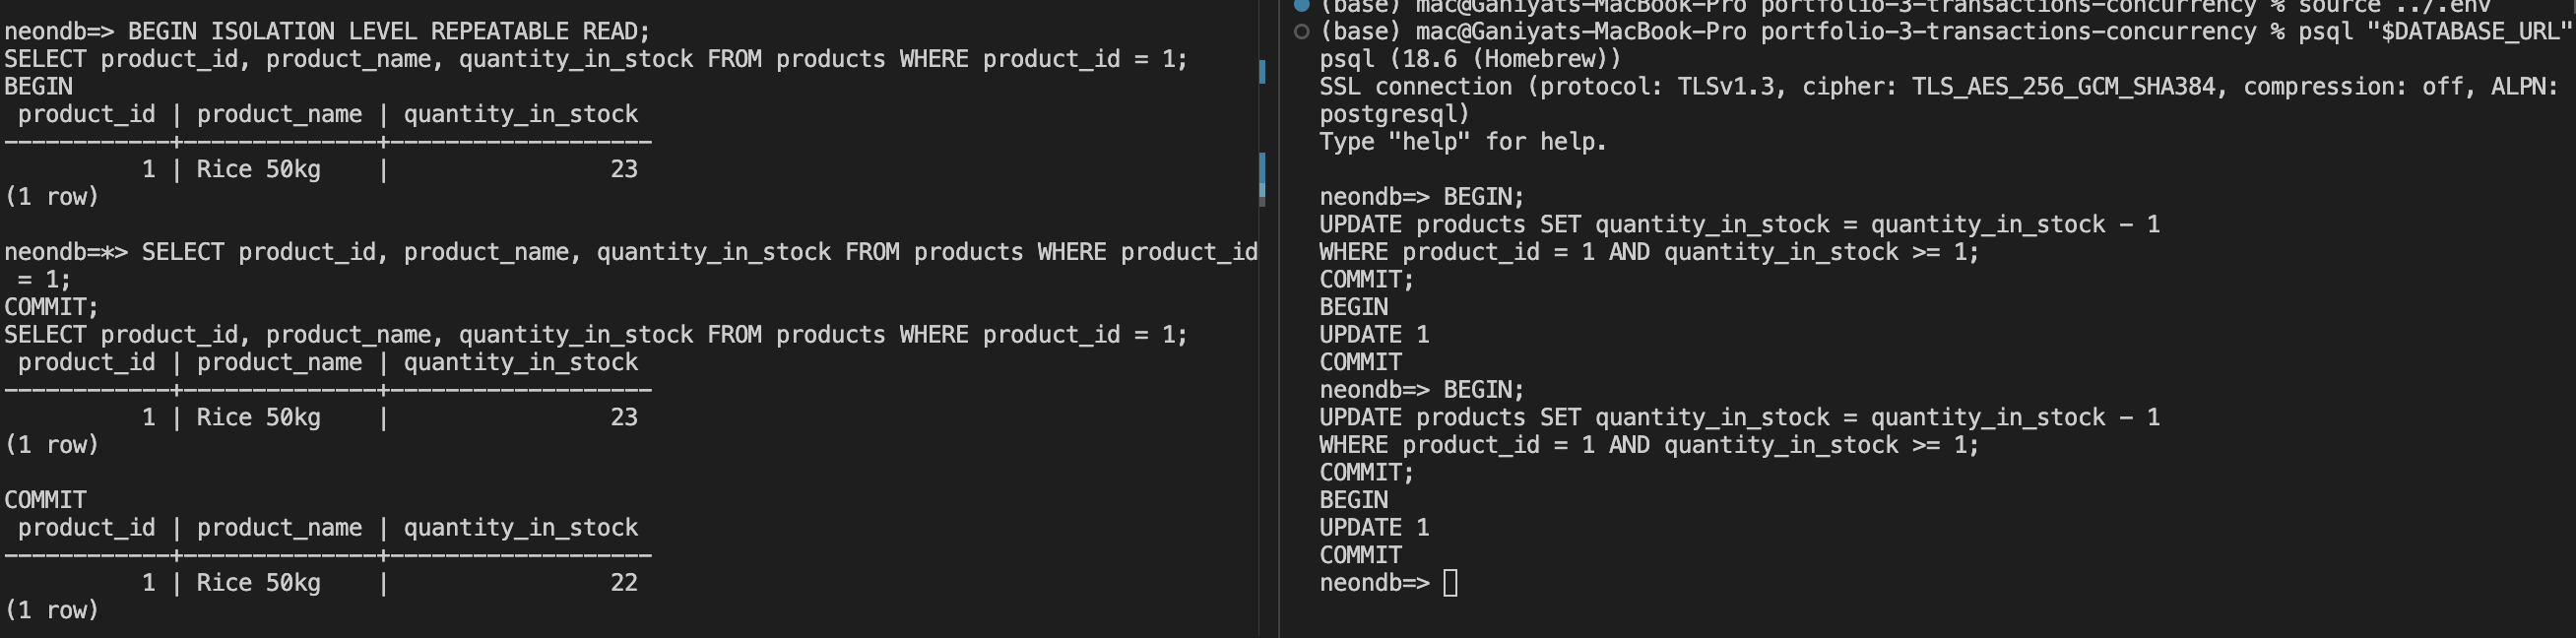 neondb=> BEGIN ISOLATION LEVEL REPEATABLE READ;
SELECT product_id, product_name, quantity_in_stock FROM products WHERE product_id = 1;
BEGIN
 product_id | product_name | quantity_in_stock
------------+--------------+-------------------
          1 | Rice 50kg    |                23
(1 row)

neondb=*> SELECT product_id, product_name, quantity_in_stock FROM products WHERE product_id
 = 1;
COMMIT;
SELECT product_id, product_name, quantity_in_stock FROM products WHERE product_id = 1;
 product_id | product_name | quantity_in_stock
------------+--------------+-------------------
          1 | Rice 50kg    |                23
(1 row)

COMMIT
 product_id | product_name | quantity_in_stock
------------+--------------+-------------------
          1 | Rice 50kg    |                22
(1 row)

(base) mac@Ganiyats-MacBook-Pro portfolio-3-transactions-concurrency % source ../.env
(base) mac@Ganiyats-MacBook-Pro portfolio-3-transactions-concurrency % psql "$DATABASE_URL"
psql (18.6 (Homebrew))
SSL connection (protocol: TLSv1.3, cipher: TLS_AES_256_GCM_SHA384, compression: off, ALPN:
postgresql)
Type "help" for help.

neondb=> BEGIN;
UPDATE products SET quantity_in_stock = quantity_in_stock - 1
WHERE product_id = 1 AND quantity_in_stock >= 1;
COMMIT;
BEGIN
UPDATE 1
COMMIT
neondb=> BEGIN;
UPDATE products SET quantity_in_stock = quantity_in_stock - 1
WHERE product_id = 1 AND quantity_in_stock >= 1;
COMMIT;
BEGIN
UPDATE 1
COMMIT
neondb=>